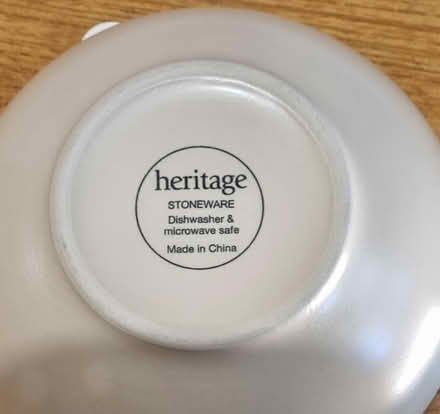 heritage
STONEWARE
Dishwasher &
microwave safe
Made in China